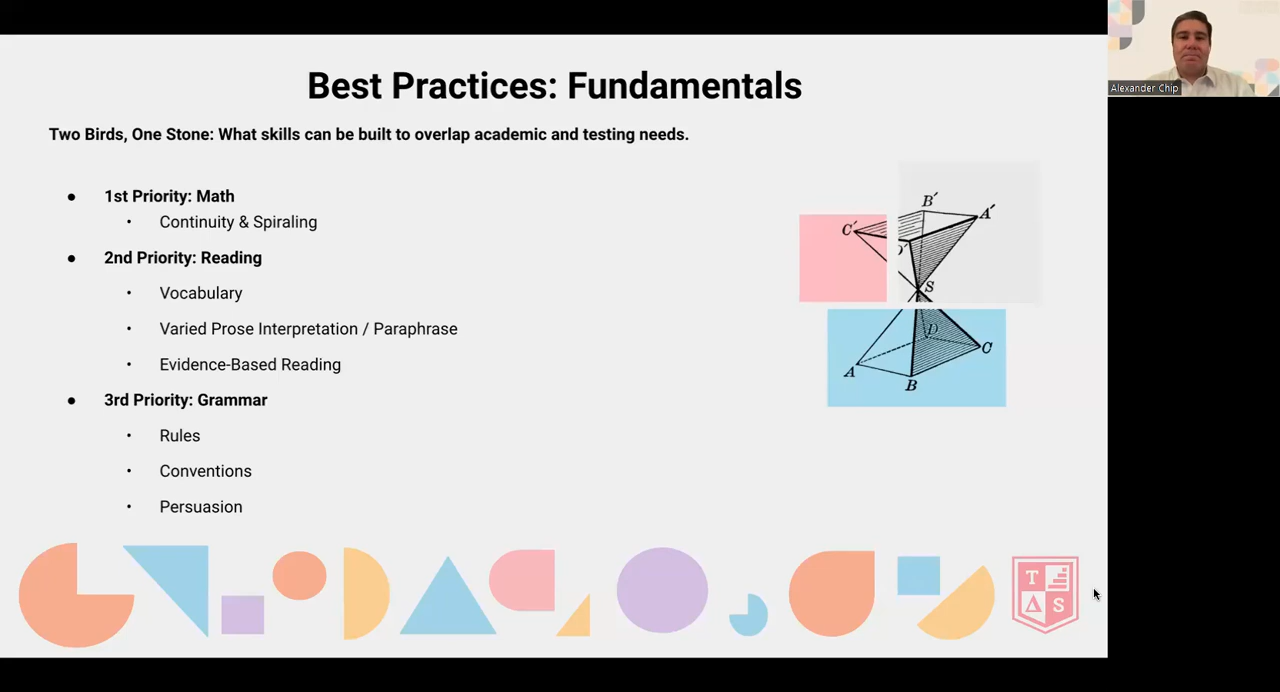 Best Practices: Fundamentals
Two Birds, One Stone: What skills can be built to overlap academic and testing needs.
1st Priority: Math
Continuity & Spiraling
2nd Priority: Reading
Vocabulary
Varied Prose Interpretation / Paraphrase
Evidence-Based Reading
3rd Priority: Grammar
Rules
Conventions
Persuasion
B′
A′
C′
D′
S
D
C
A
B
T
Δ S
Alexander Chip